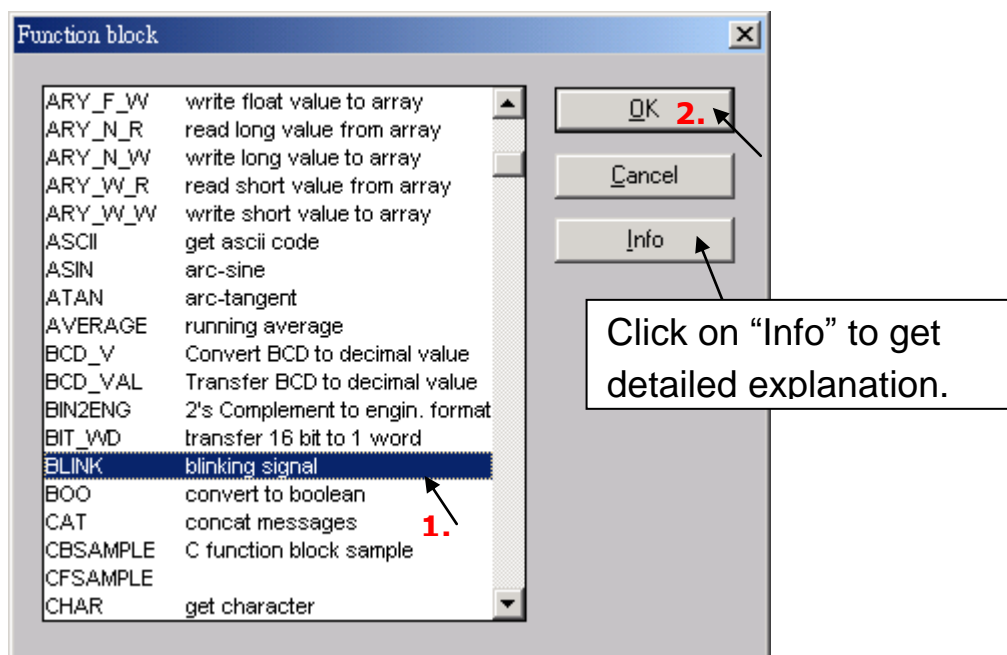 Function block
ARY_F_W write float value to array
ARY_N_R read long value from array
ARY_N_W write long value to array
ARY_W_R read short value from array
ARY_W_W write short value to array
ASCII get ascii code
ASIN arc-sine
ATAN arc-tangent
AVERAGE running average
BCD_V Convert BCD to decimal value
BCD_VAL Transfer BCD to decimal value
BIN2ENG 2's Complement to engin. format
BIT_WD transfer 16 bit to 1 word
BLINK blinking signal
BOO convert to boolean
CAT concat messages
CBSAMPLE C function block sample
CFSAMPLE
CHAR get character
1.
OK 2.
Cancel
Info
Click on “Info” to get
detailed explanation.